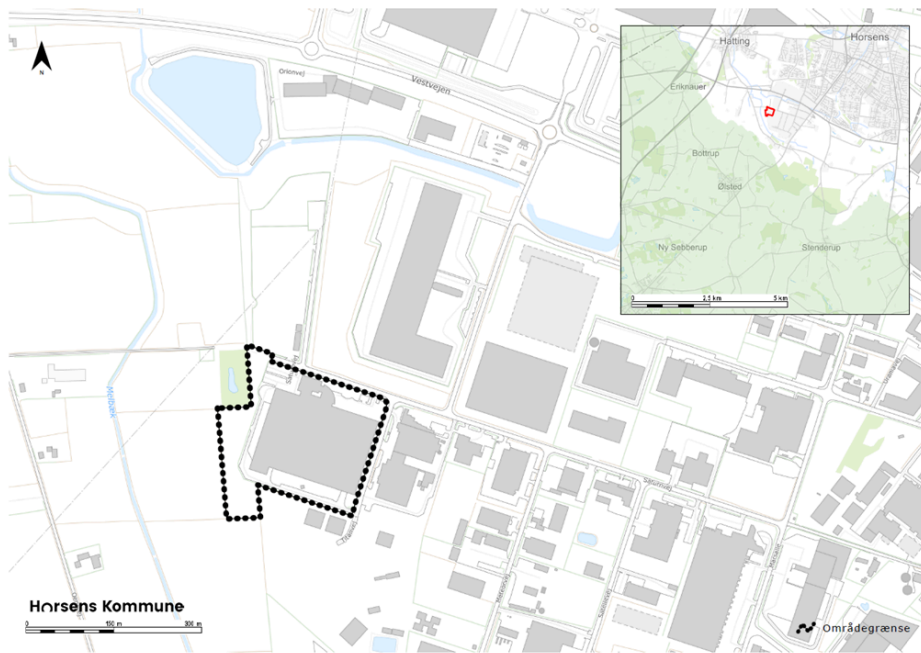 N
Orionvej
Vestvejen
Hatting
Horsens
Eriknauer
Bottrup
Ølsted
Ny Sebberup
Stenderup
0 2,5 km 5 km
Saturnvej
Horsens Kommune
0 150 m 300 m
Områdegrænse